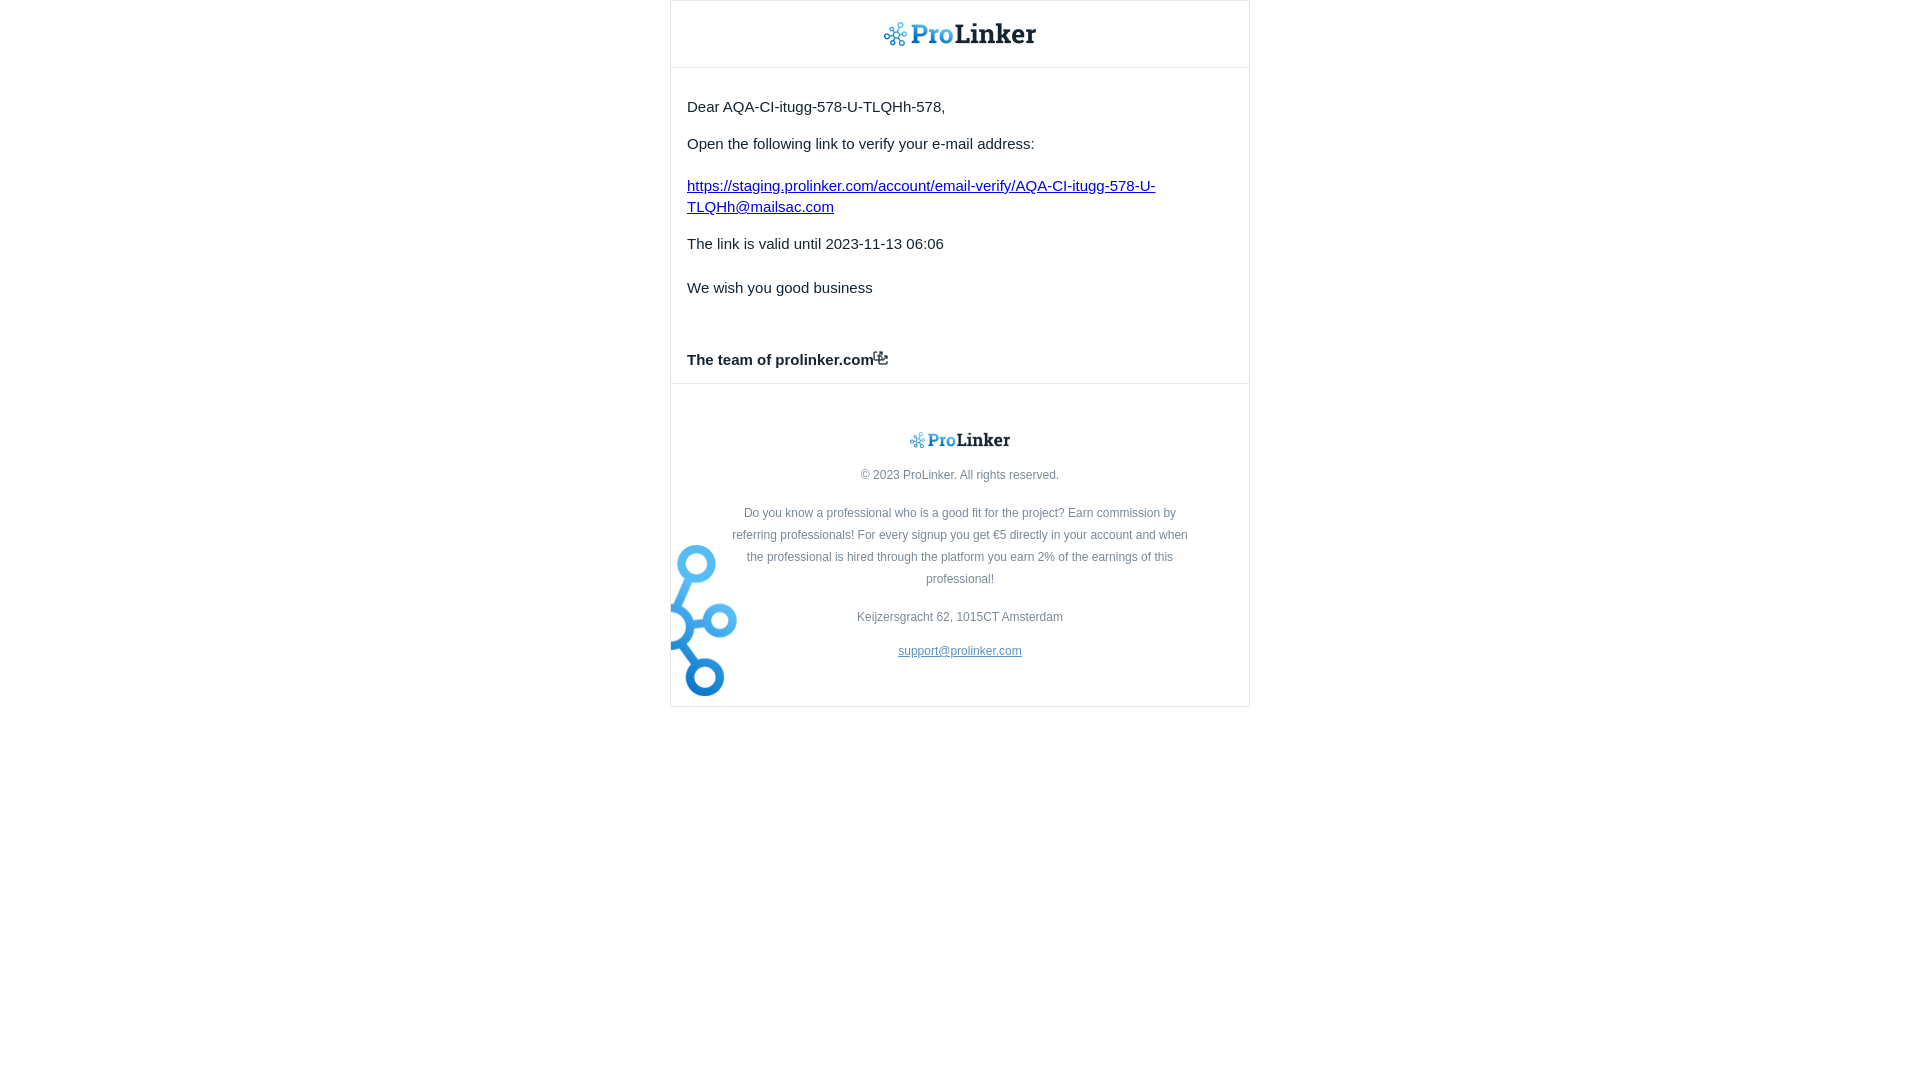 ProLinker
Dear AQA-CI-itugg-578-U-TLQHh-578,
Open the following link to verify your e-mail address:
https://staging.prolinker.com/account/email-verify/AQA-CI-itugg-578-U-
TLQHh@mailsac.com
The link is valid until 2023-11-13 06:06
We wish you good business
The team of prolinker.com
ProLinker
© 2023 ProLinker. All rights reserved.
Do you know a professional who is a good fit for the project? Earn commission by
referring professionals! For every signup you get €5 directly in your account and when
the professional is hired through the platform you earn 2% of the earnings of this
professional!
Keijzersgracht 62, 1015CT Amsterdam
support@prolinker.com